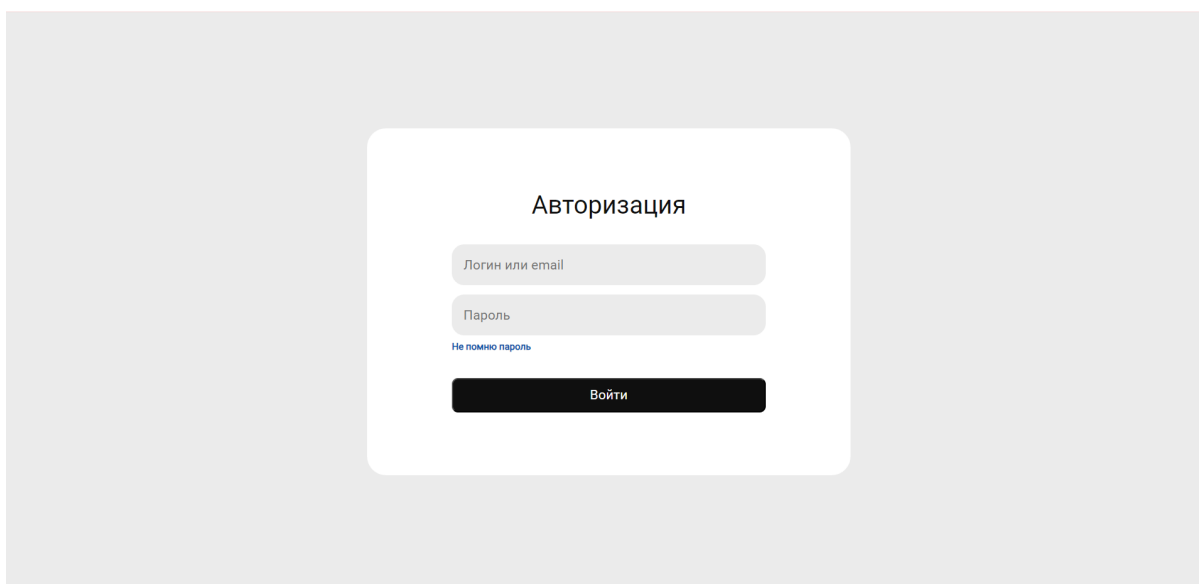 Авторизация
Логин или email
Пароль
Не помню пароль
Войти